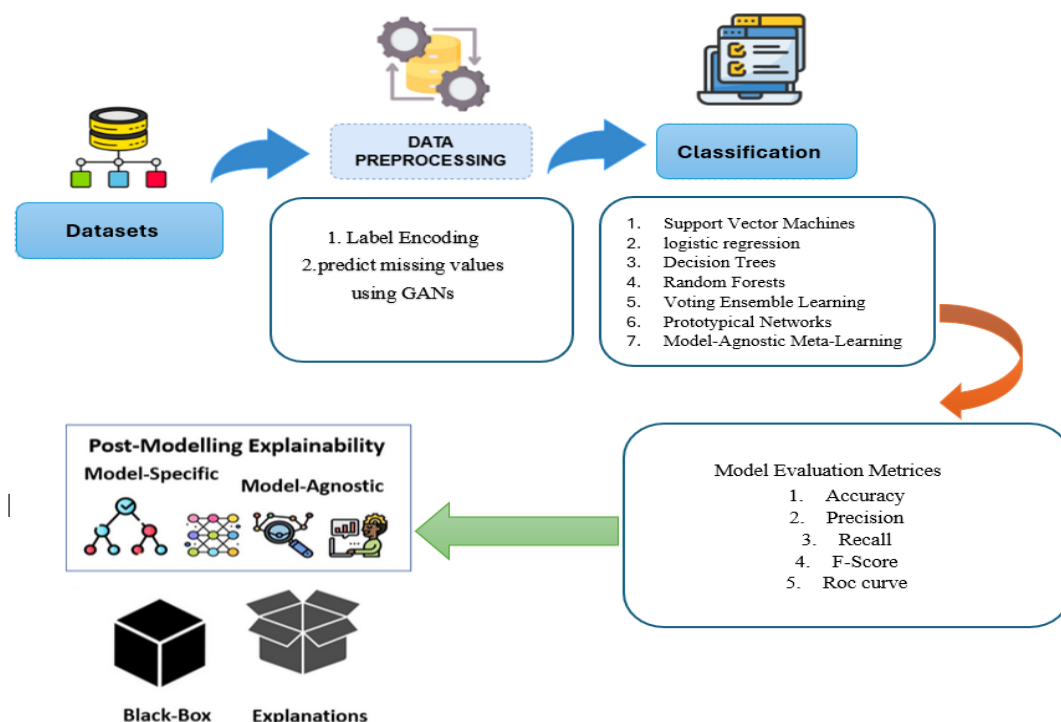 DATA
PREPROCESSING
Classification
Datasets
1. Label Encoding
2.predict missing values
using GANs
1. Support Vector Machines
2. logistic regression
3. Decision Trees
4. Random Forests
5. Voting Ensemble Learning
6. Prototypical Networks
7. Model-Agnostic Meta-Learning
Post-Modelling Explainability
Model-Specific
Model-Agnostic
Model Evaluation Metrices
1. Accuracy
2. Precision
3. Recall
4. F-Score
5. Roc curve
Black-Box
Explanations